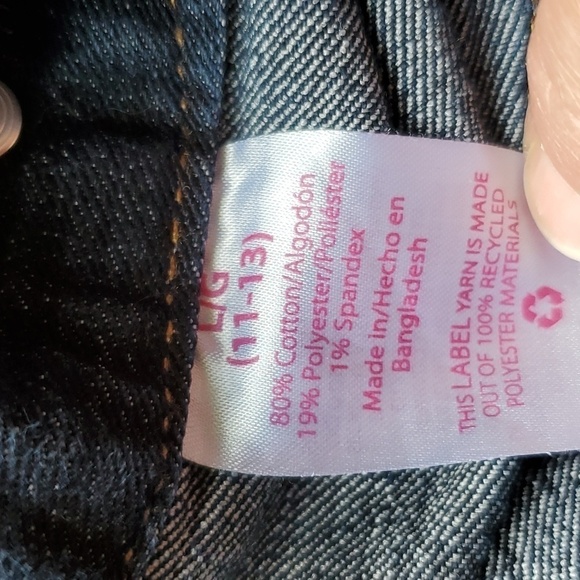 L/G
(11-13)
80% Cotton/Algodón
19% Polyester/Poliéster
1% Spandex
Made in/Hecho en
Bangladesh
THIS LABEL YARN IS MADE
OUT OF 100% RECYCLED
POLYESTER MATERIALS